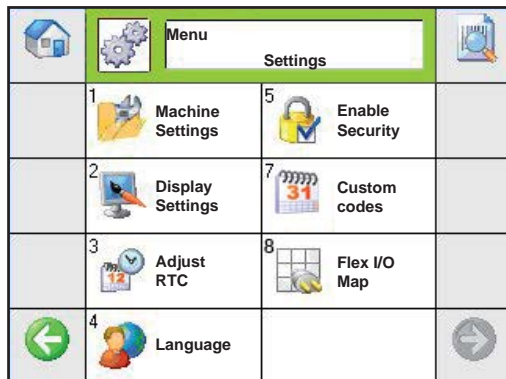 Menu
Settings
1
Machine
Settings
5
Enable
Security
2
Display
Settings
7
31
Custom
codes
3
12
Adjust
RTC
8
Flex I/O
Map
4
Language